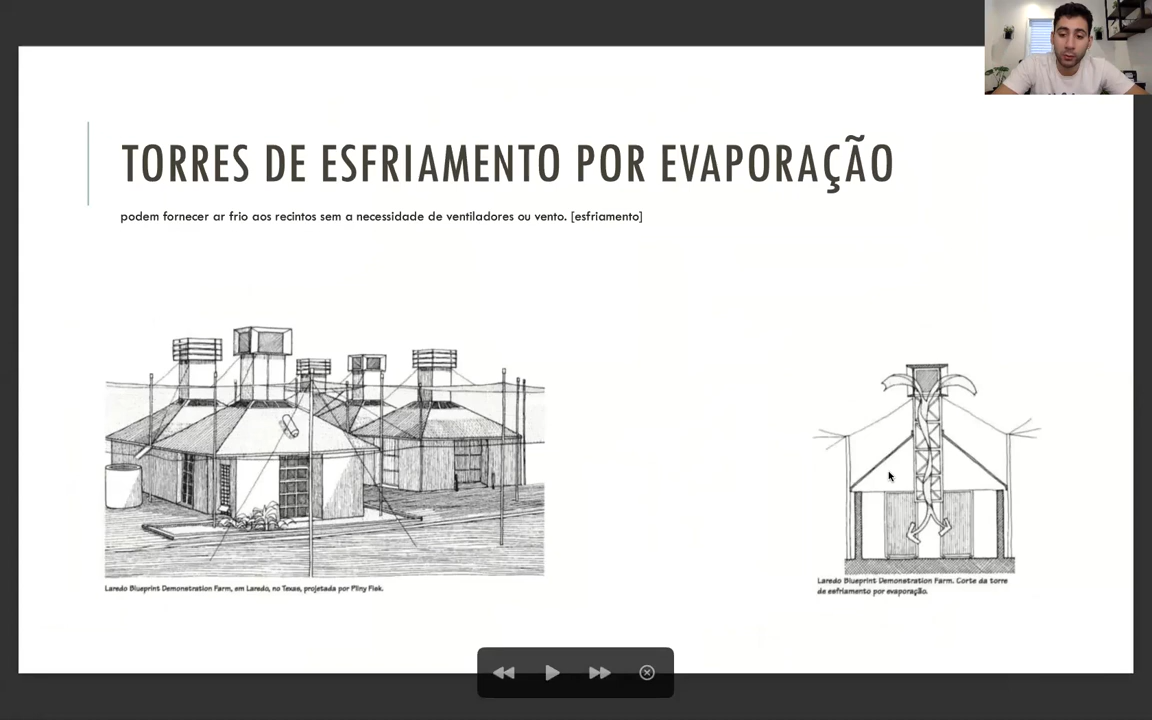 TORRES DE ESFRIAMENTO POR EVAPORAÇÃO
podem fornecer ar frio aos recintos sem a necessidade de ventiladores ou vento. [esfriamento]
Laredo Blueprint Demonstration Farm, em Laredo, no Texas, projetada por Pliny Fisk.
Laredo Blueprint Demonstration Farm. Corte da torre
de esfriamento por evaporação.